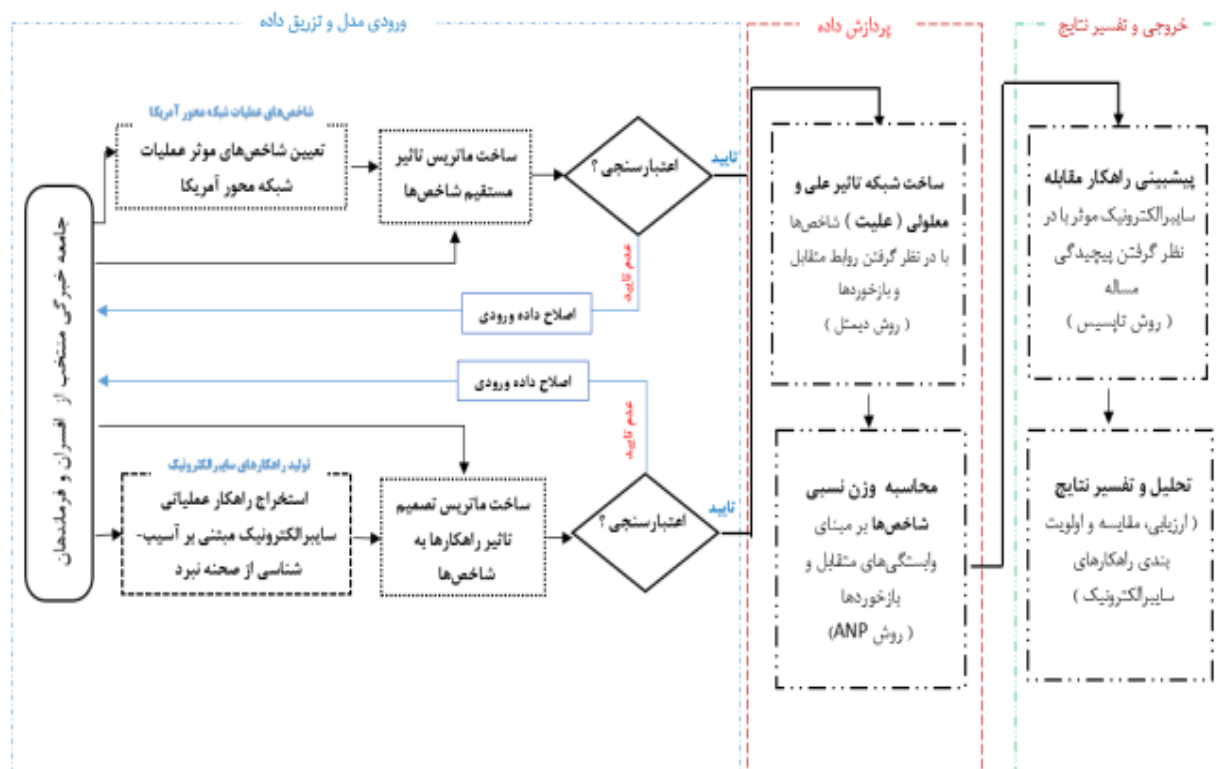 ورودی مدل و تزریق داده
پردازش داده
خروجی و تفسیر نتایج
جامعه خبرگی منتخب از افسران و فرماندهان
شاخص‌های عملیات شبکه محور آمریکا
تعیین شاخص‌های موثر عملیات
شبکه محور آمریکا
ساخت ماتریس تاثیر
مستقیم شاخص‌ها
اعتبارسنجی ؟
تایید
عدم تایید
اصلاح داده ورودی
اصلاح داده ورودی
عدم تایید
تولید راهکارهای سایبرالکترونیک
استخراج راهکار عملیاتی
سایبرالکترونیک مبتنی بر آسیب-
شناسی از صحنه نبرد
ساخت ماتریس تصمیم
تاثیر راهکارها به
شاخص‌ها
اعتبارسنجی ؟
تایید
ساخت شبکه تاثیر علی و
معلولی ( علیت ) شاخص‌ها
با در نظر گرفتن روابط متقابل
و بازخوردها
( روش دیمتل )
محاسبه وزن نسبی
شاخص‌ها بر مبنای
وابستگی‌های متقابل و
بازخوردها
( روش ANP)
پیشبینی راهکار مقابله
سایبرالکترونیک موثر با در
نظر گرفتن پیچیدگی
مساله
( روش تاپسیس )
تحلیل و تفسیر نتایج
( ارزیابی، مقایسه و اولویت
بندی راهکارهای
سایبرالکترونیک )